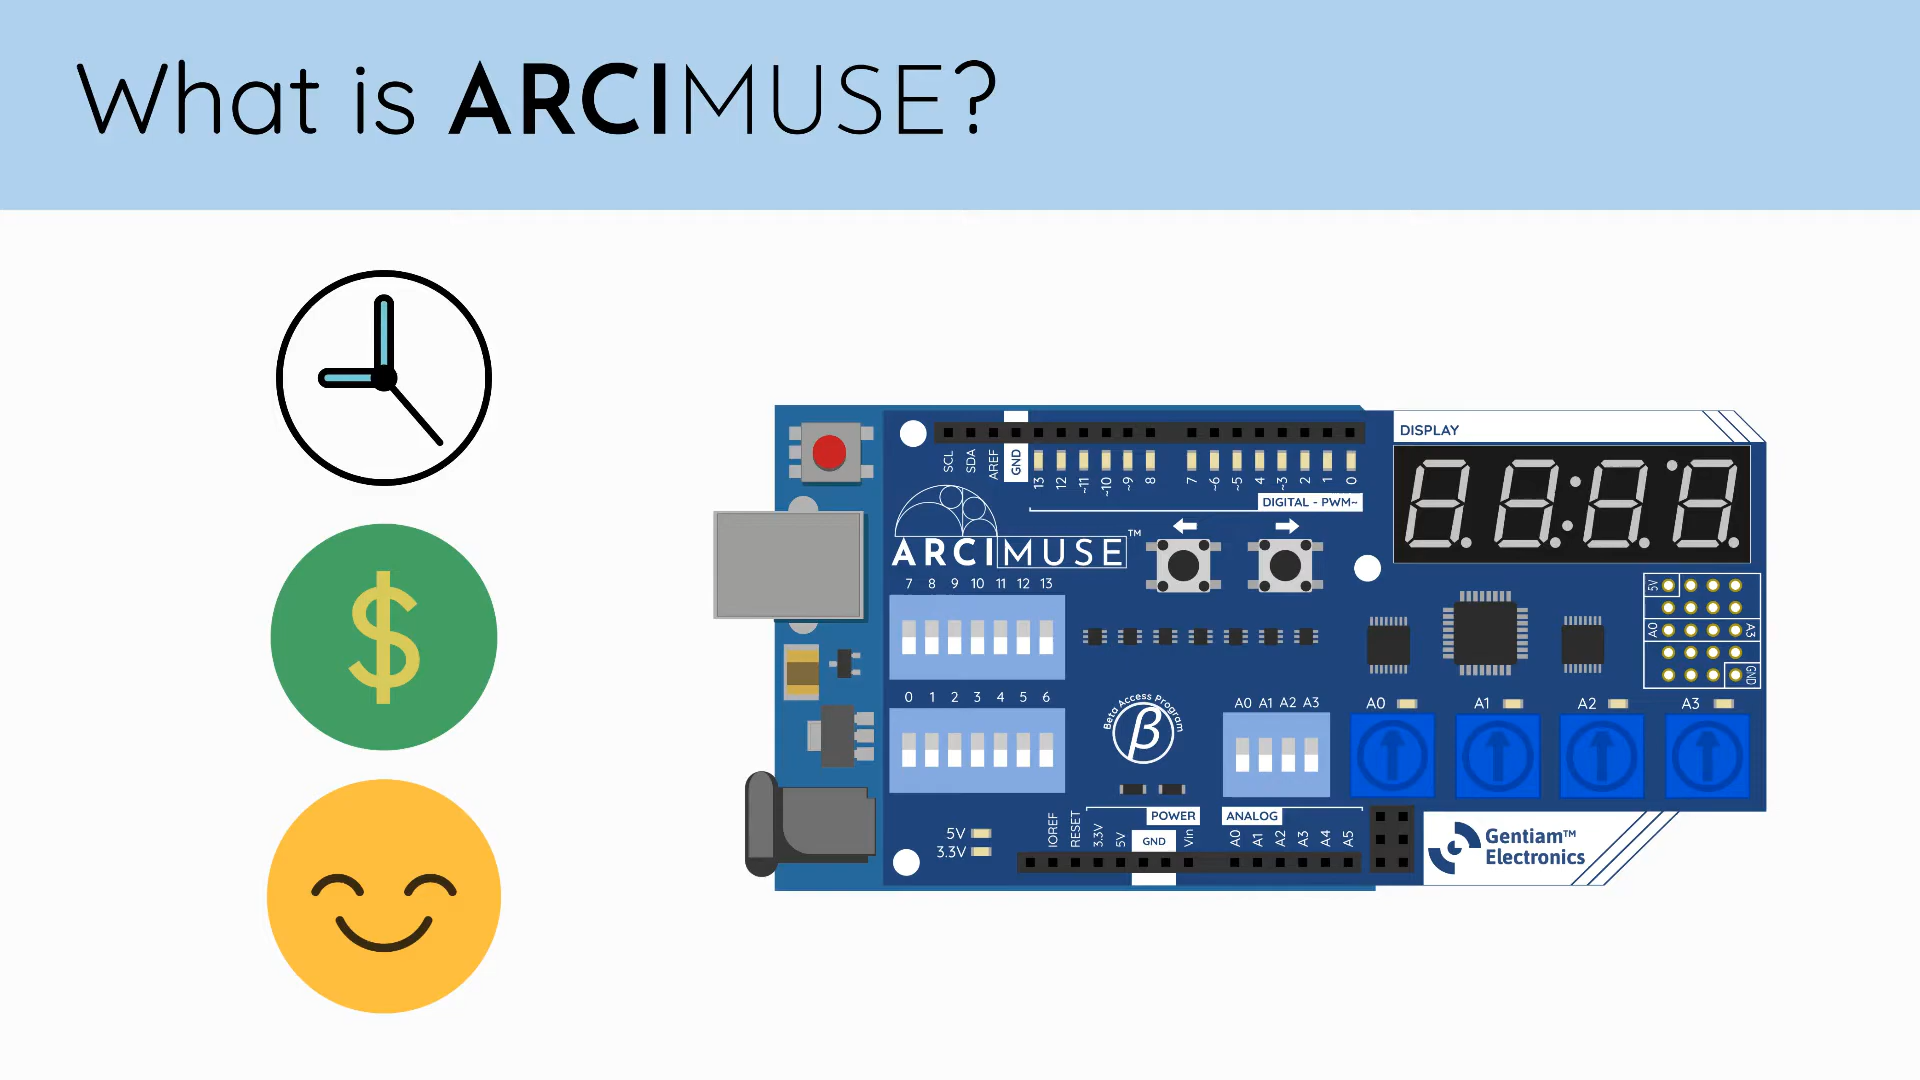 What is ARCIMUSE?
DISPLAY
SCL SDA AREF GND 13 12 ~11 ~10 ~9 8 7 ~6 ~5 4 ~3 2 1 0
DIGITAL - PWM~
ARCIMUSE™
7 8 9 10 11 12 13
5V
A0 A3
GND
0 1 2 3 4 5 6
Beta Access Program
β
A0 A1 A2 A3
A0 A1 A2 A3
POWER ANALOG
5V
3.3V
IOREF RESET 3.3V 5V GND Vin A0 A1 A2 A3 A4 A5
Gentiam™
Electronics